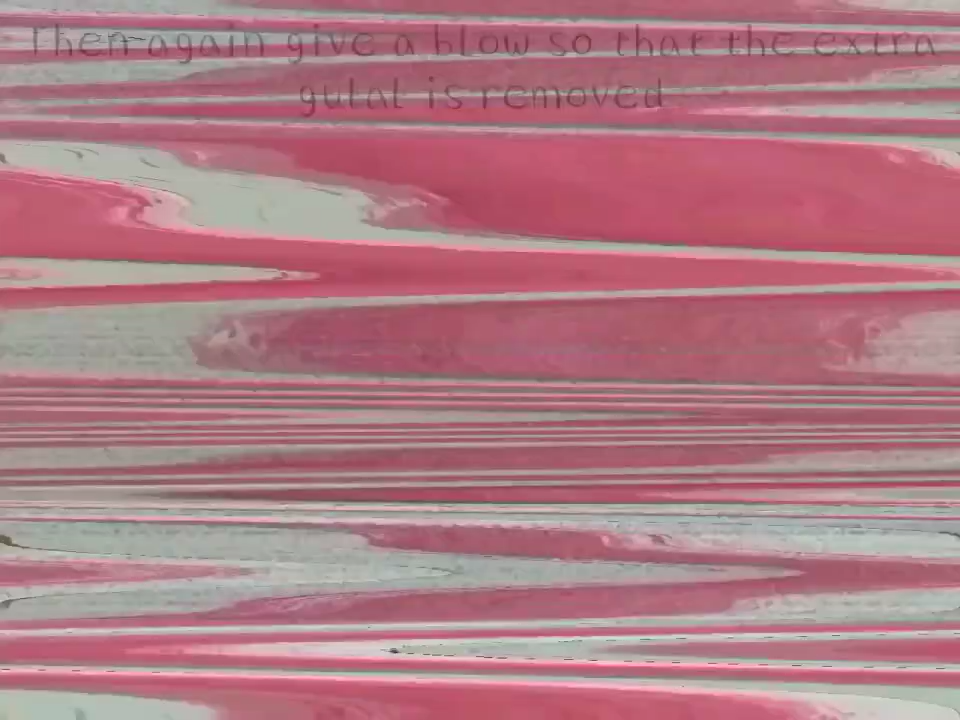 Then again give a blow so that the extra
gulal is removed